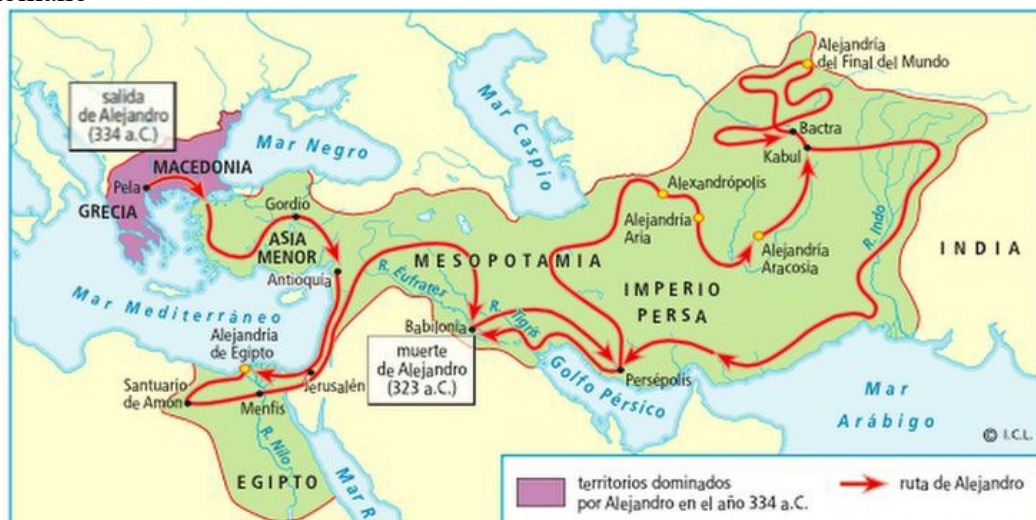 salida
de Alejandro
(334 a.C.)
Alejandría
del Final del Mundo
Mar Negro
Mar Caspio
Bactra
Kabul
MACEDONIA
Pela
GRECIA
Gordio
ASIA
MENOR
Antioquía
Alexandrópolis
Alejandría
Aria
Alejandría
Aracosia
R. Indo
INDIA
MESOPOTAMIA
R. Éufrates
R. Tigris
IMPERIO
PERSA
Mar Mediterráneo
Alejandría
de Egipto
Babilonia
muerte
de Alejandro
(323 a.C.)
Santuario
de Amón
Menfis
Jerusalén
Persépolis
Golfo Pérsico
Mar
Arábigo
R. Nilo
EGIPTO
Mar R
© I.C.L.
territorios dominados
por Alejandro en el año 334 a.C.
ruta de Alejandro